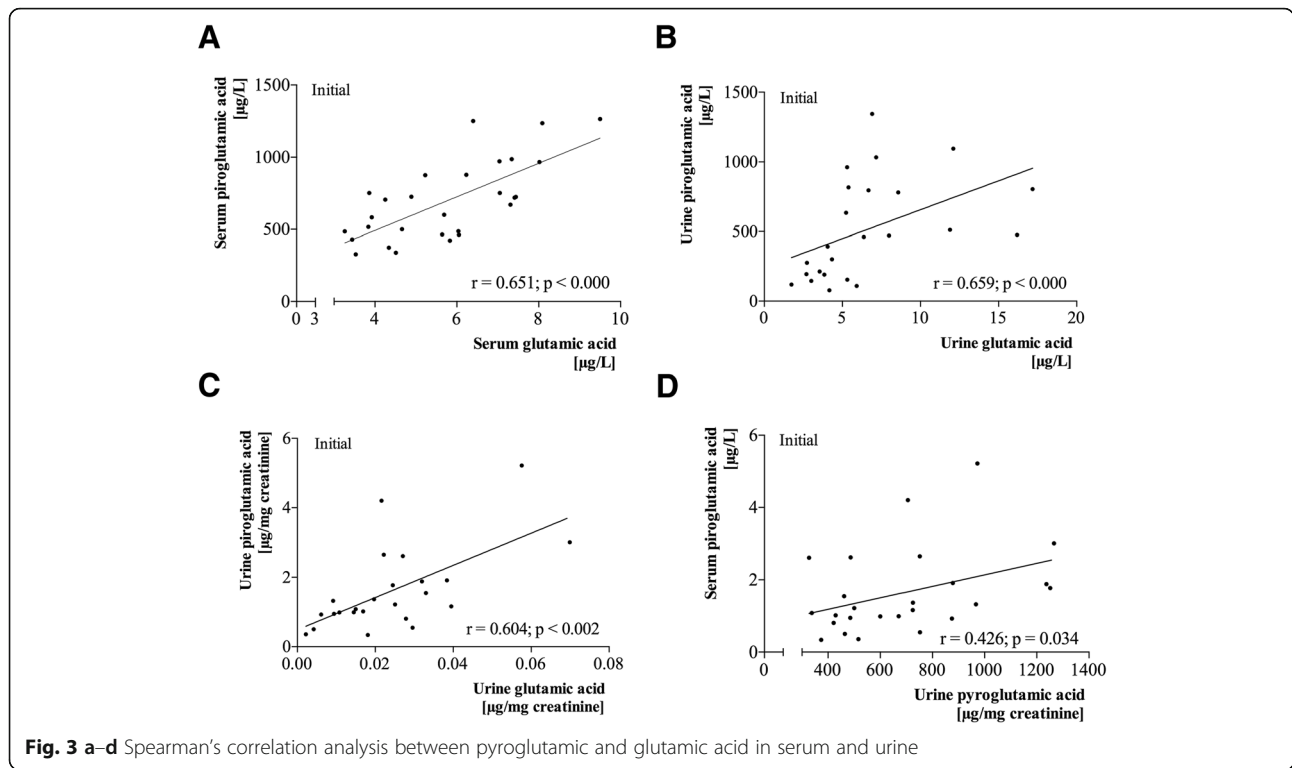 A
Serum piroglutamic acid
[µg/L]
1500
1000
500
0
Initial
r = 0.651; p < 0.000
0 3 4 6 8 10
Serum glutamic acid
[µg/L]
B
Urine piroglutamic acid
[µg/L]
1500
1000
500
0
Initial
r = 0.659; p < 0.000
0 5 10 15 20
Urine glutamic acid
[µg/L]
C
Urine piroglutamic acid
[µg/mg creatinine]
6
4
2
0
Initial
r = 0.604; p < 0.002
0.00 0.02 0.04 0.06 0.08
Urine glutamic acid
[µg/mg creatinine]
D
Serum piroglutamic acid
[µg/L]
6
4
2
0
Initial
r = 0.426; p = 0.034
0 400 600 800 1000 1200 1400
Urine pyroglutamic acid
[µg/mg creatinine]
Fig. 3 a–d Spearman's correlation analysis between pyroglutamic and glutamic acid in serum and urine